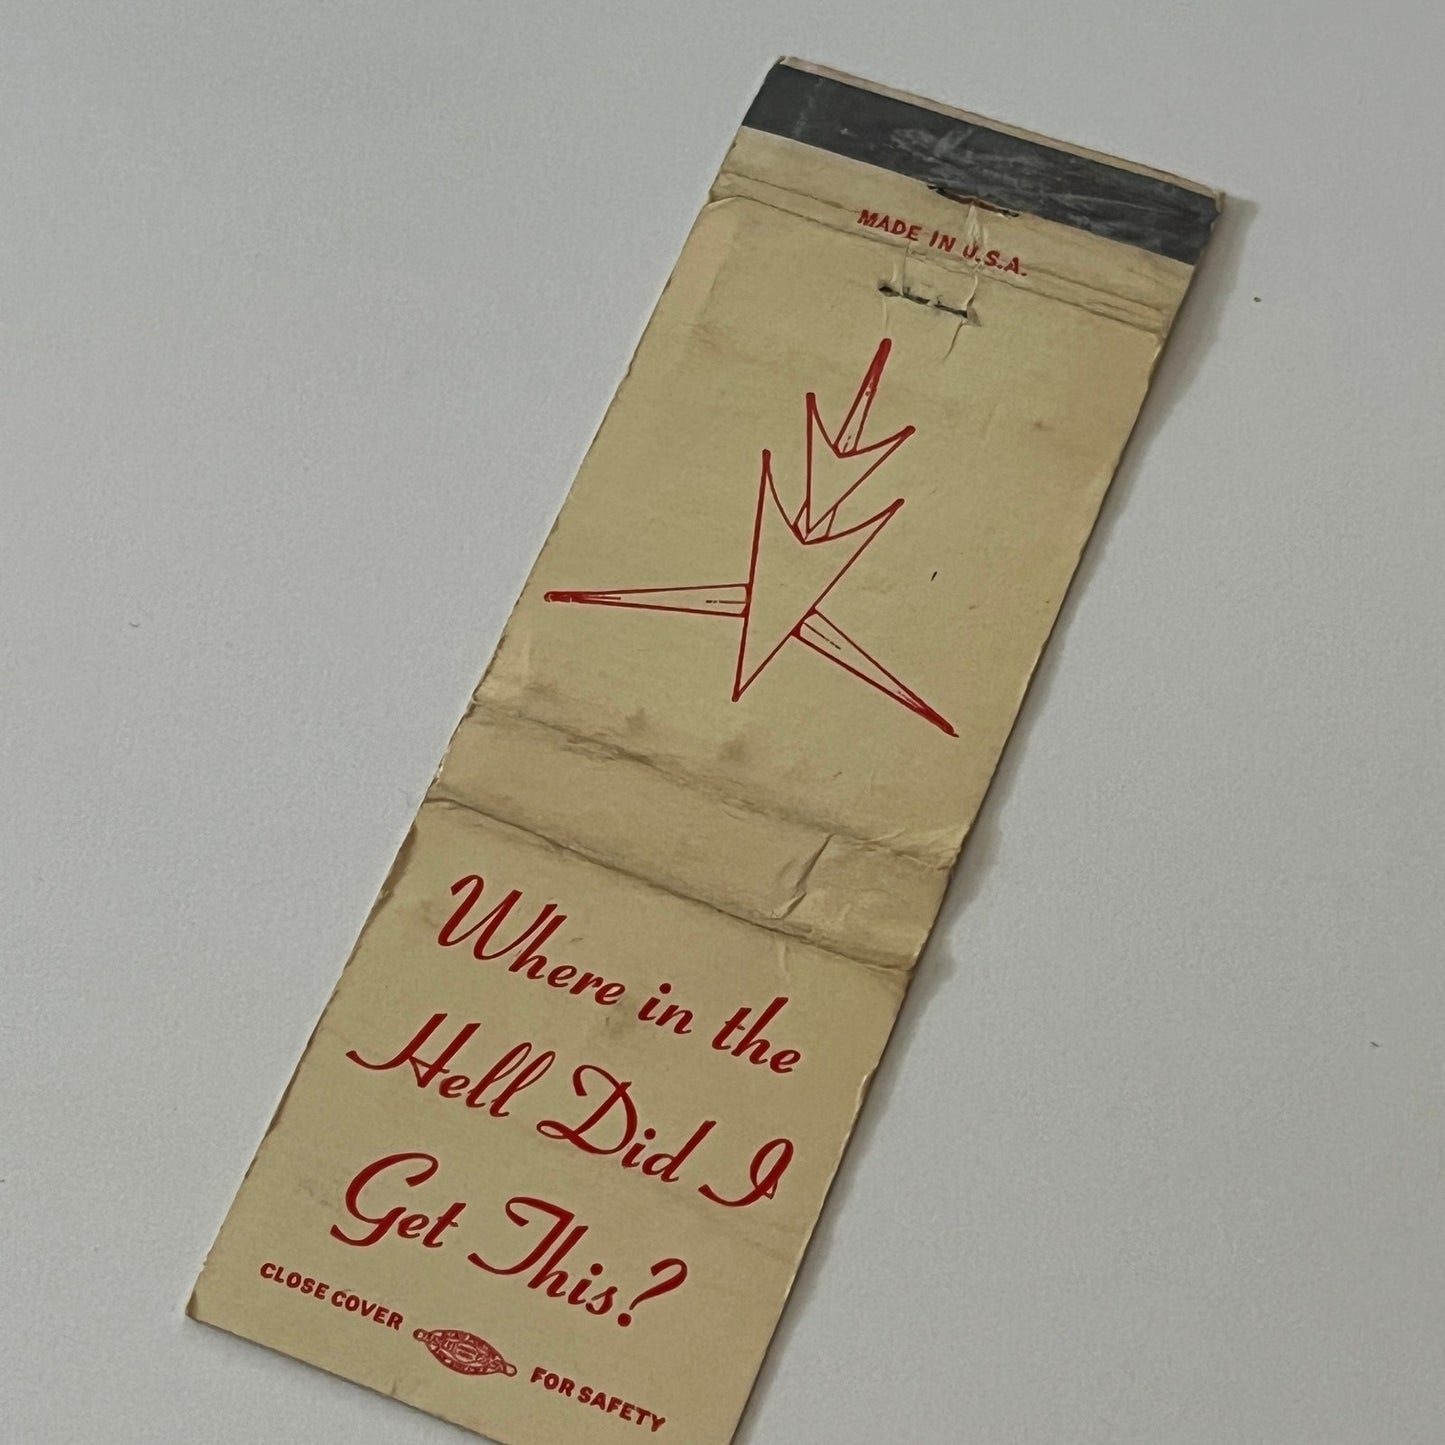 MADE IN U.S.A.
Where in the
Hell Did I
Get This?
CLOSE COVER FOR SAFETY